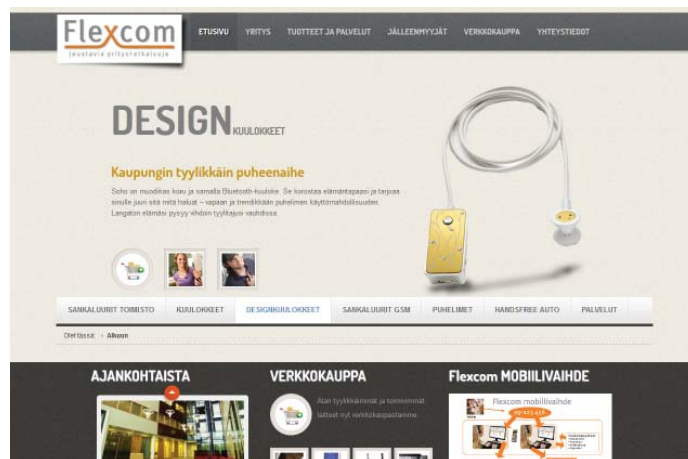 Flexcom
joustavia yritysratkaisuja
ETUSIVU YRITYS TUOTTEET JA PALVELUT JÄLLEENMYYJÄT VERKKOKAUPPA YHTEYSTIEDOT
DESIGN KUULOKKEET
Kaupungin tyylikkäin puheenaihe
Soho on muodikas koru ja samalla Bluetooth-kuuloke. Se korostaa elämäntapaasi ja tarjoaa
sinulle juuri sitä mitä haluat – vapaan ja trendikkään puhelimen käyttömahdollisuuden.
Langaton elämäsi pysyy vihdoin tyylitajusi vauhdissa.
SANKALUURIT TOIMISTO KUULOKKEET DESIGNKUULOKKEET SANKALUURIT GSM PUHELIMET HANDSFREE AUTO PALVELUT
Olet tässä: › Alkuun
AJANKOHTAISTA VERKKOKAUPPA Flexcom MOBIILIVAIHDE
Alan tyylikkäimmät ja toimivimmat
laitteet nyt verkkokaupastamme.
Flexcom mobiilivaihde
09-023 456